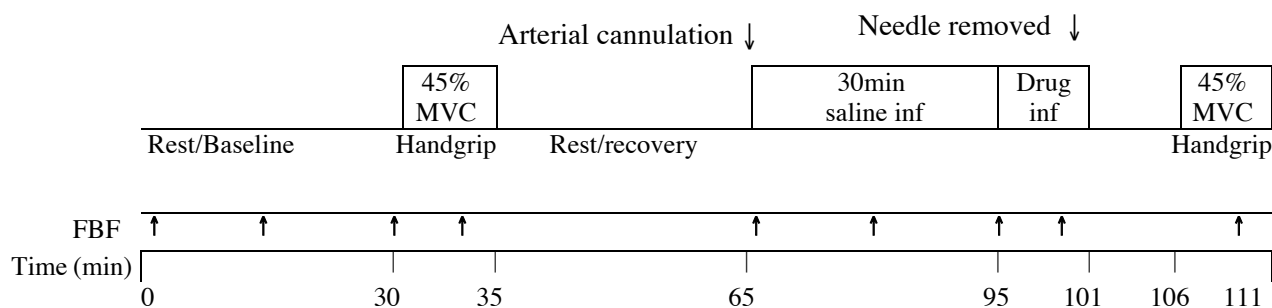 Arterial cannulation ↓ Needle removed ↓
45% 30min Drug 45%
MVC saline inf inf MVC
Rest/Baseline Handgrip Rest/recovery Handgrip
FBF
Time (min)
0 30 35 65 95 101 106 111